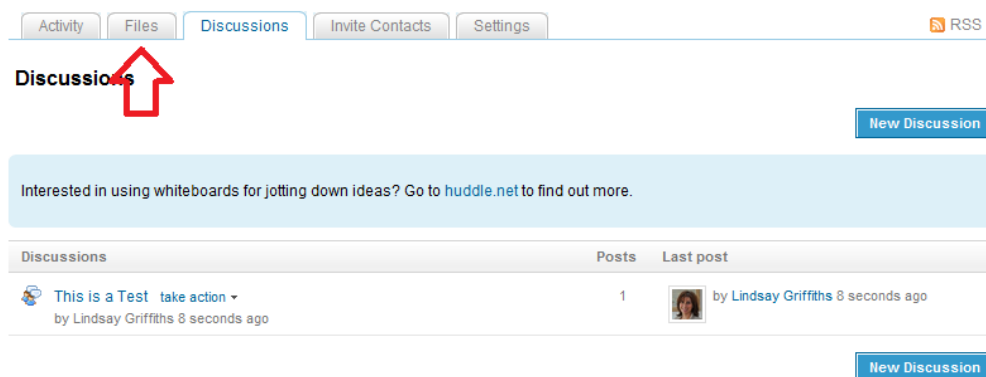 Activity Files Discussions Invite Contacts Settings RSS
Discussions
New Discussion
Interested in using whiteboards for jotting down ideas? Go to huddle.net to find out more.
Discussions Posts Last post
This is a Test take action 1 by Lindsay Griffiths 8 seconds ago
by Lindsay Griffiths 8 seconds ago
New Discussion